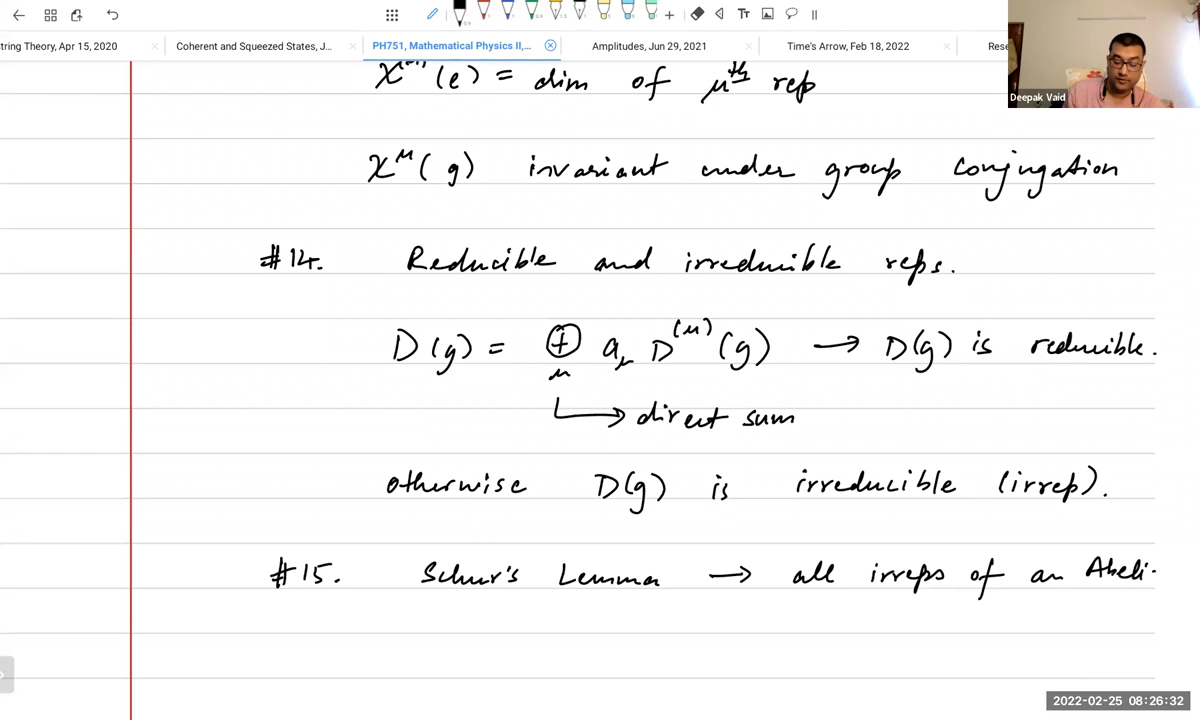 tring Theory, Apr 15, 2020
Coherent and Squeezed States, J...
PH751, Mathematical Physics II,...
Amplitudes, Jun 29, 2021
Time's Arrow, Feb 18, 2022
Rese
Deepak Vaid
(e) = dim of μth rep
χ^μ(g) invariant under group conjugation
#14. Reducible and irreducible reps.
D(g) = ⊕_μ a_μ D^(μ)(g) → D(g) is reducible.
↳ direct sum
otherwise D(g) is irreducible (irrep).
#15. Schur's Lemma → all irreps of an Abeli-
2022-02-25 08:26:32